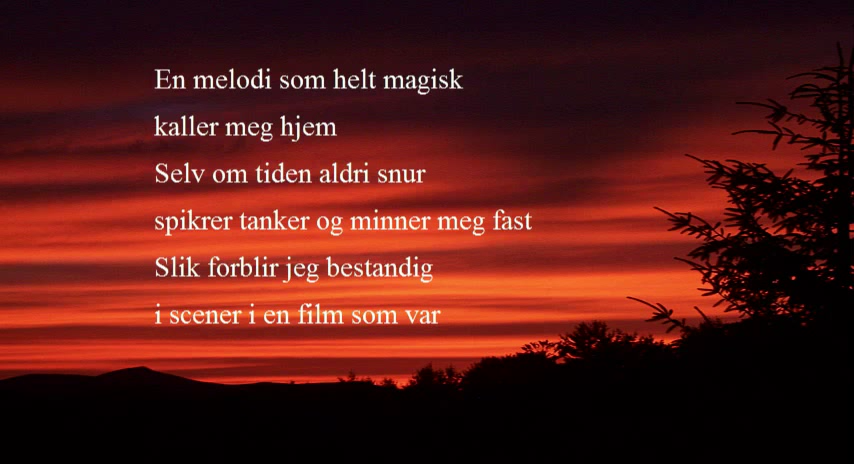 En melodi som helt magisk
kaller meg hjem
Selv om tiden aldri snur
spikrer tanker og minner meg fast
Slik forblir jeg bestandig
i scener i en film som var